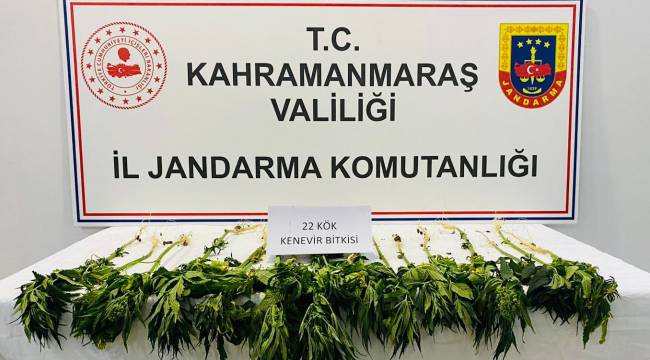 T.C.
KAHRAMANMARAŞ
VALİLİĞİ
İL JANDARMA KOMUTANLIĞI
JANDARMA
22 KÖK
KENEVİR BİTKİSİ